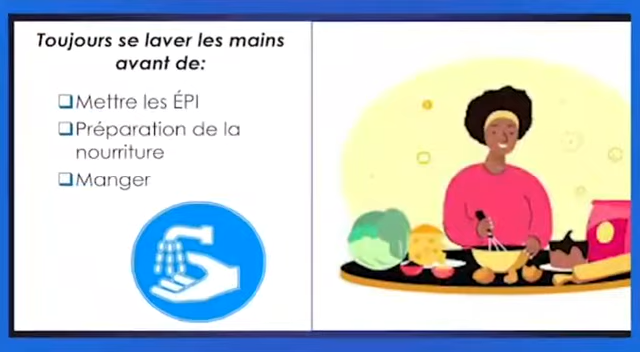 Toujours se laver les mains
avant de:
❑Mettre les ÉPI
❑Préparation de la
nourriture
❑Manger